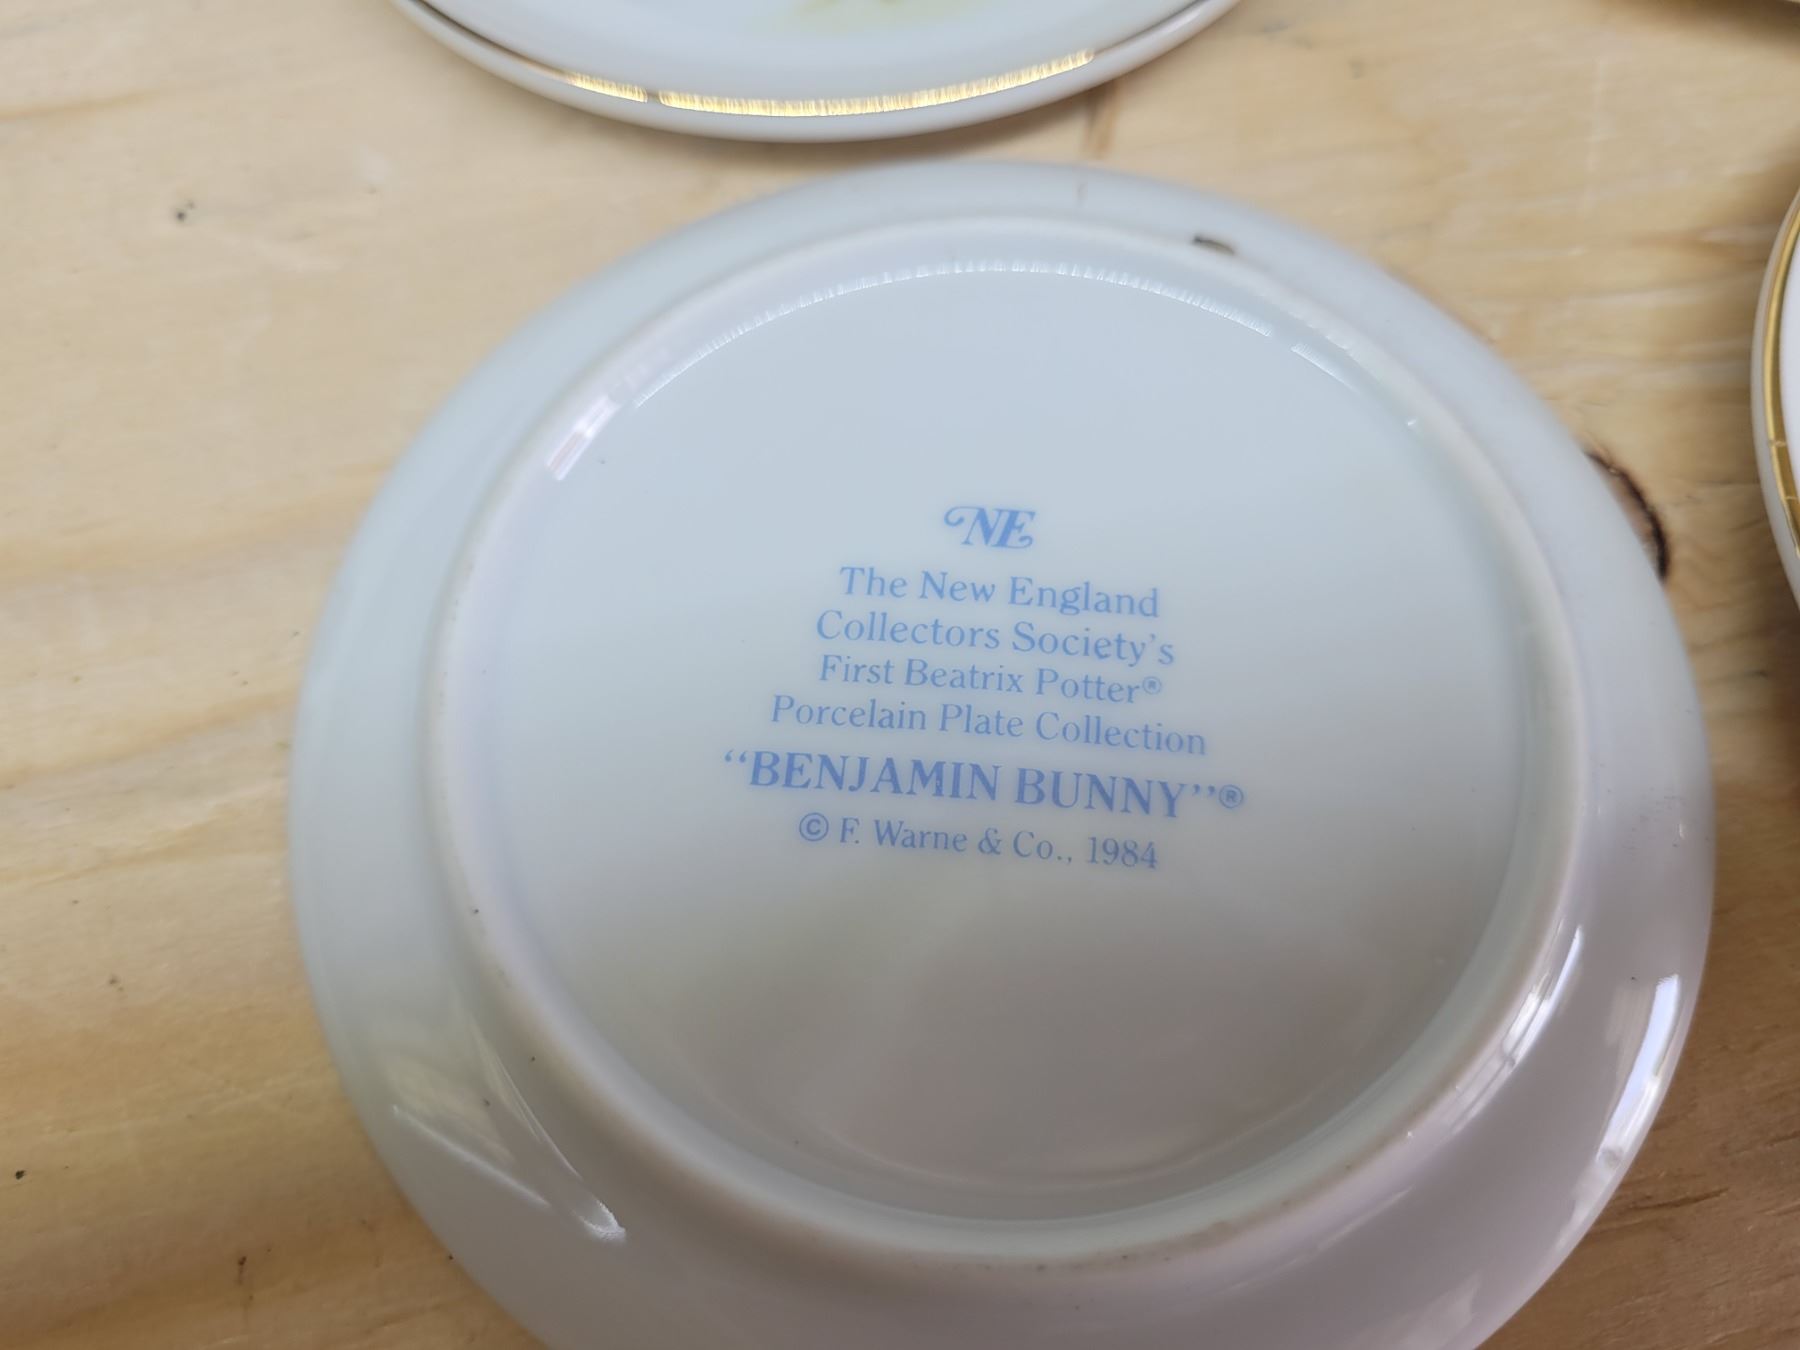 NE
The New England
Collectors Society's
First Beatrix Potter®
Porcelain Plate Collection
“BENJAMIN BUNNY”®
© F. Warne & Co., 1984